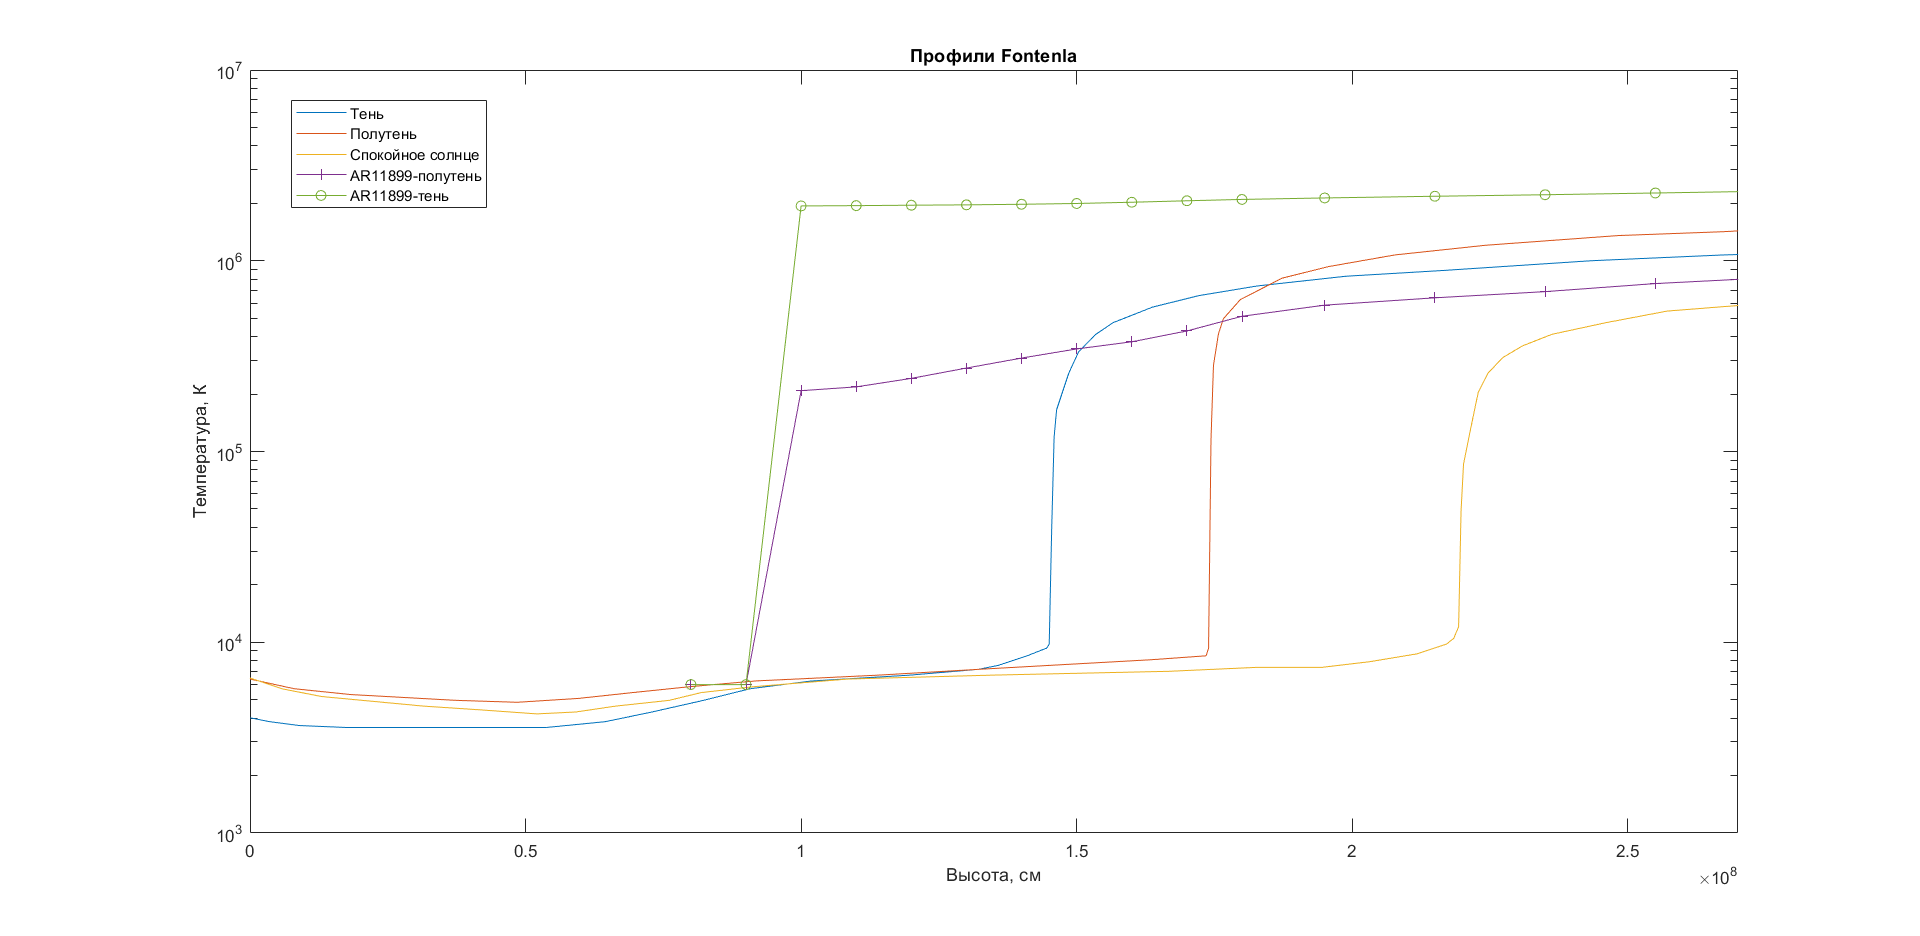 Профили Fontenla
Тень
Полутень
Спокойное солнце
AR11899-полутень
AR11899-тень
Температура, К
10^7
10^6
10^5
10^4
10^3
0 0.5 1 1.5 2 2.5
×10^8
Высота, см